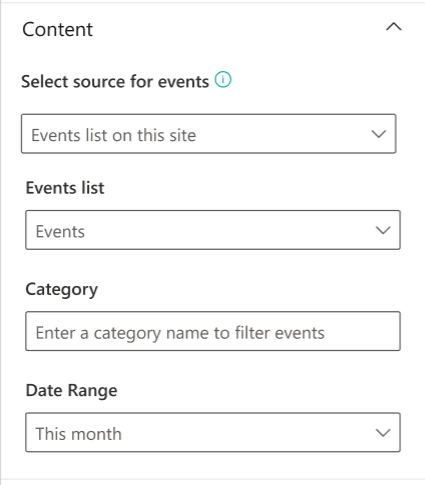 Content
Select source for events
Events list on this site
Events list
Events
Category
Enter a category name to filter events
Date Range
This month